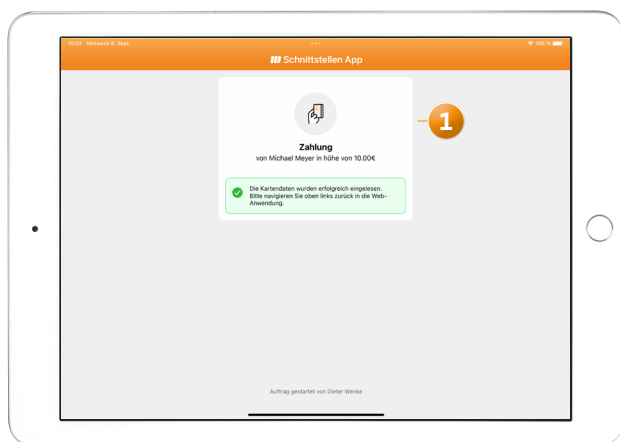 10:02 Mittwoch 6. Sept.
100 %
Schnittstellen App
1
Zahlung
von Michael Meyer in höhe von 10.00€
Die Kartendaten wurden erfolgreich eingelesen.
Bitte navigieren Sie oben links zurück in die Web-
Anwendung.
Auftrag gestartet von Dieter Wenke